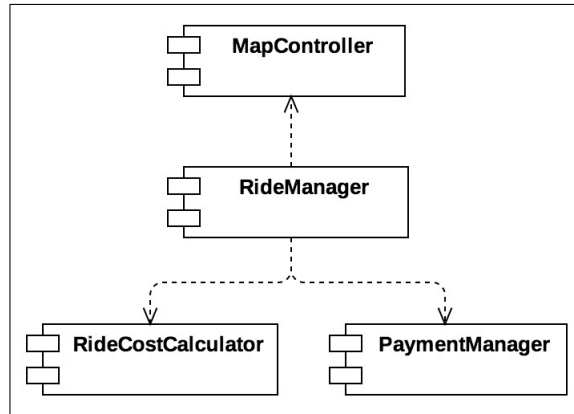 MapController
RideManager
RideCostCalculator
PaymentManager